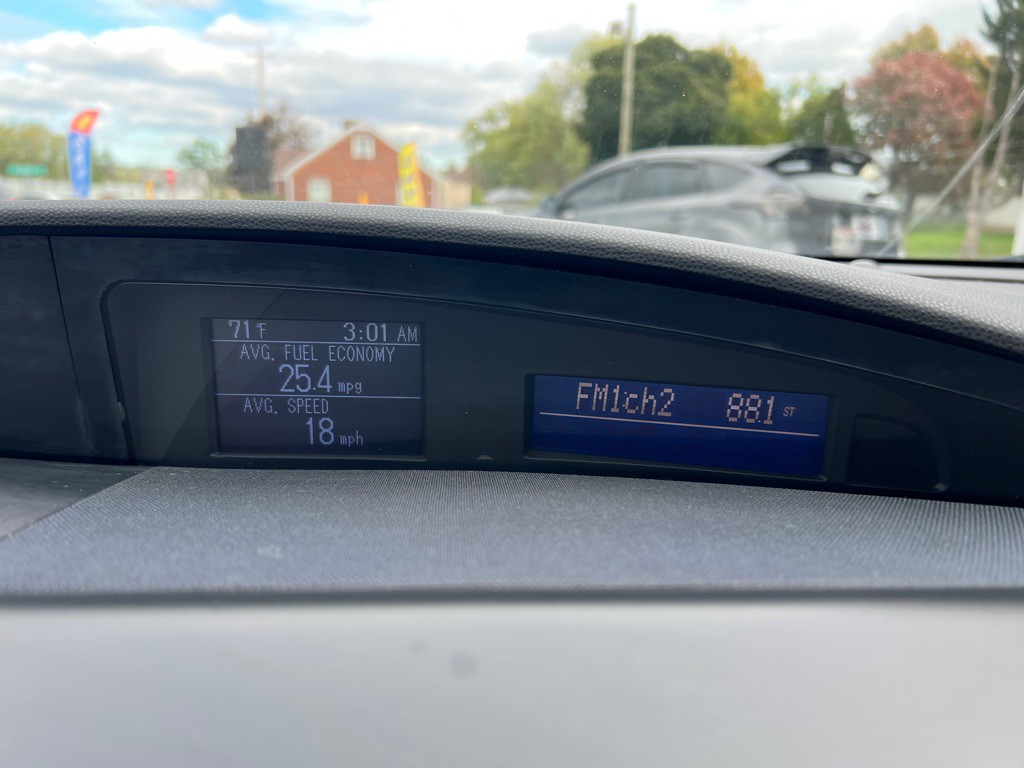 71°F 3:01 AM
AVG. FUEL ECONOMY
25.4 mpg
AVG. SPEED
18 mph
FM1ch2 88.1 ST